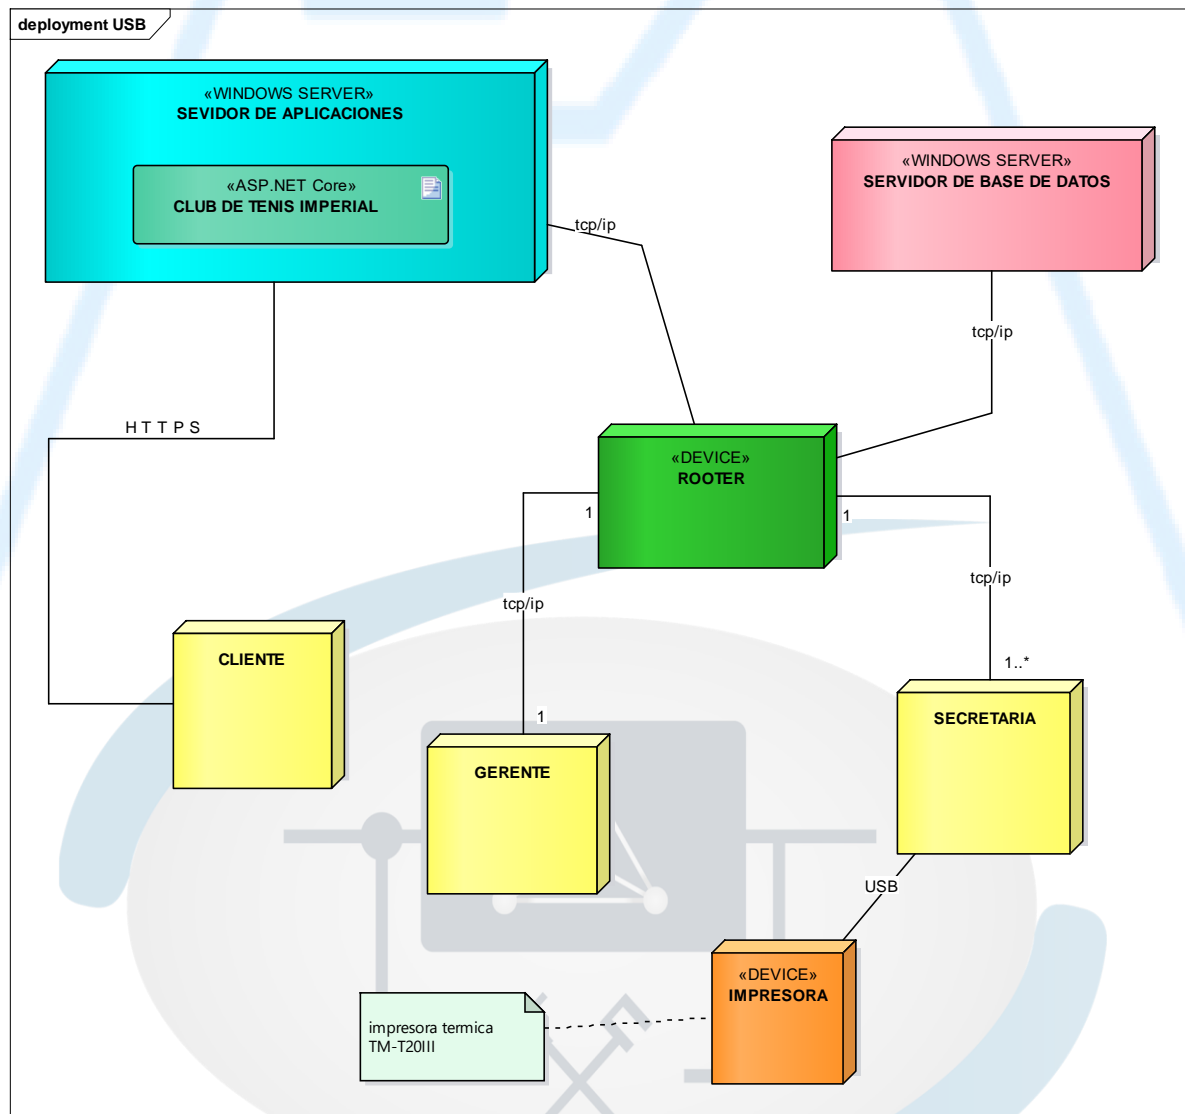 deployment USB
«WINDOWS SERVER»
SEVIDOR DE APLICACIONES
«ASP.NET Core»
CLUB DE TENIS IMPERIAL
«WINDOWS SERVER»
SERVIDOR DE BASE DE DATOS
tcp/ip
tcp/ip
H T T P S
«DEVICE»
ROOTER
1
1
tcp/ip
tcp/ip
CLIENTE
1..*
1
SECRETARIA
GERENTE
USB
«DEVICE»
IMPRESORA
impresora termica
TM-T20III